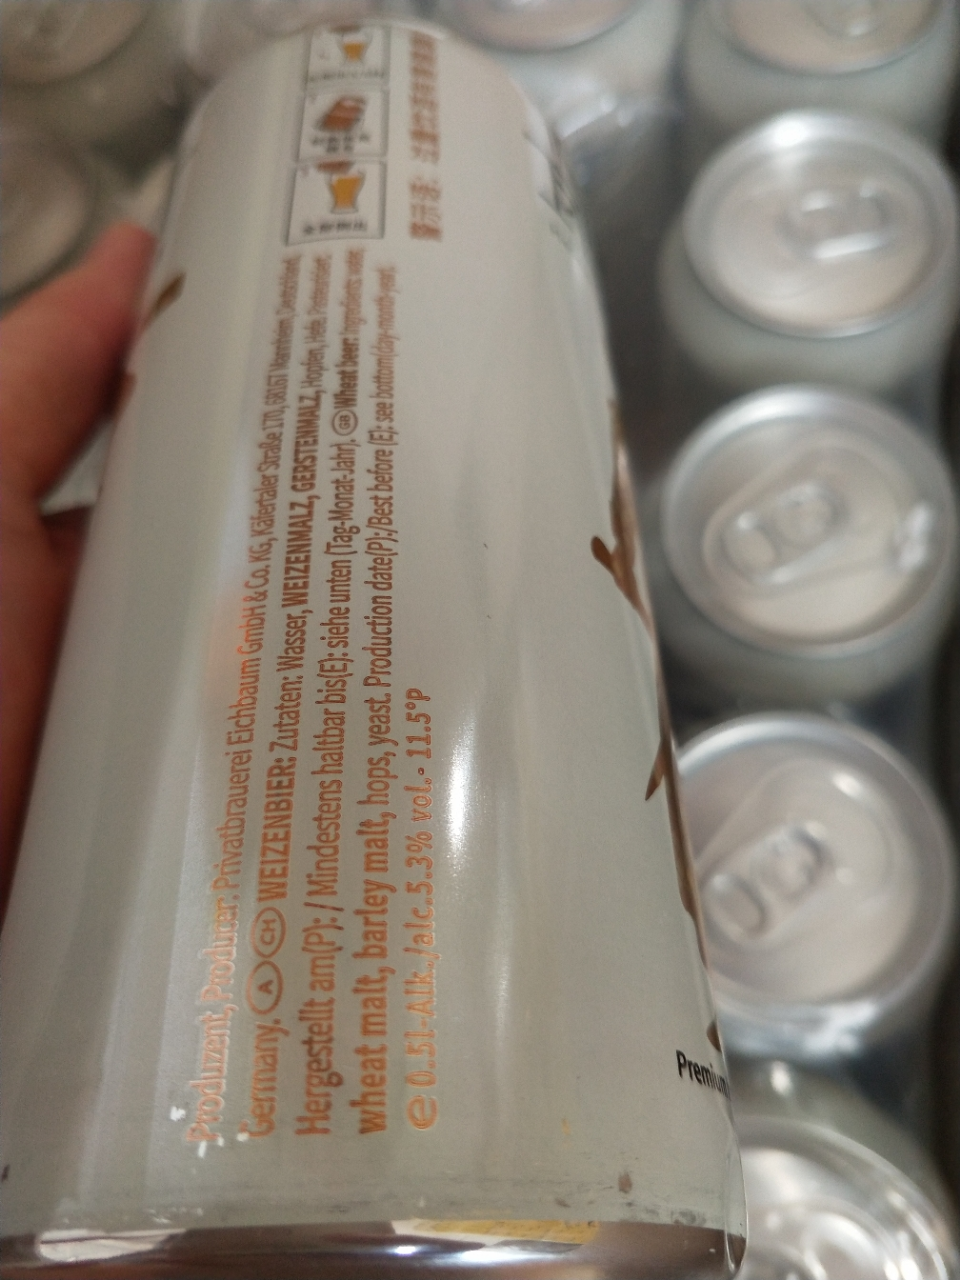 Produzent, Producer: Privatbrauerei Eichbaum GmbH & Co. KG, Käfertaler Straße 170, 68167 Mannheim, Deutschland,
Germany. A CH WEIZENBIER: Zutaten: Wasser, WEIZENMALZ, GERSTENMALZ, Hopfen, Hefe.
Hergestellt am(P): / Mindestens haltbar bis(E): siehe unten (Tag-Monat-Jahr). GB Wheat beer: Ingredients: water,
wheat malt, barley malt, hops, yeast. Production date(P):/Best before (E): see bottom(day-month-year).
℮ 0.5l-Alk./alc.5.3% vol.- 11.5°P
Premium